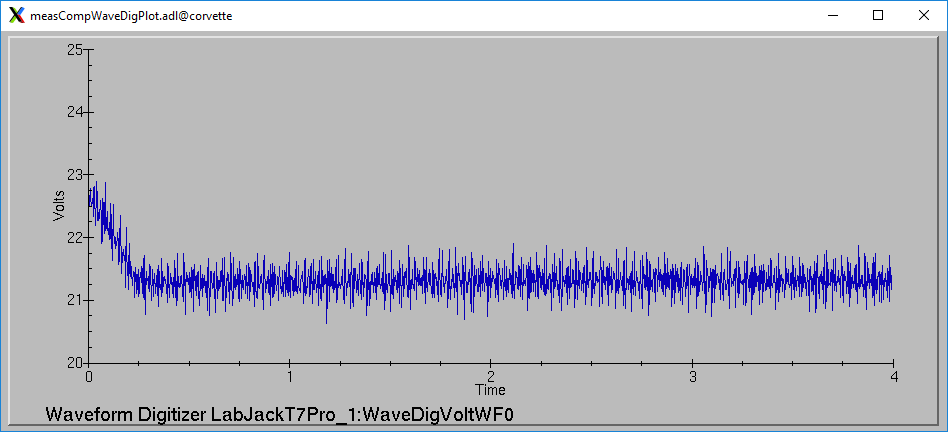 measCompWaveDigPlot.adl@corvette
25
24
23
22
21
20
Volts
0 1 2 3 4
Time
Waveform Digitizer LabJackT7Pro_1:WaveDigVoltWF0